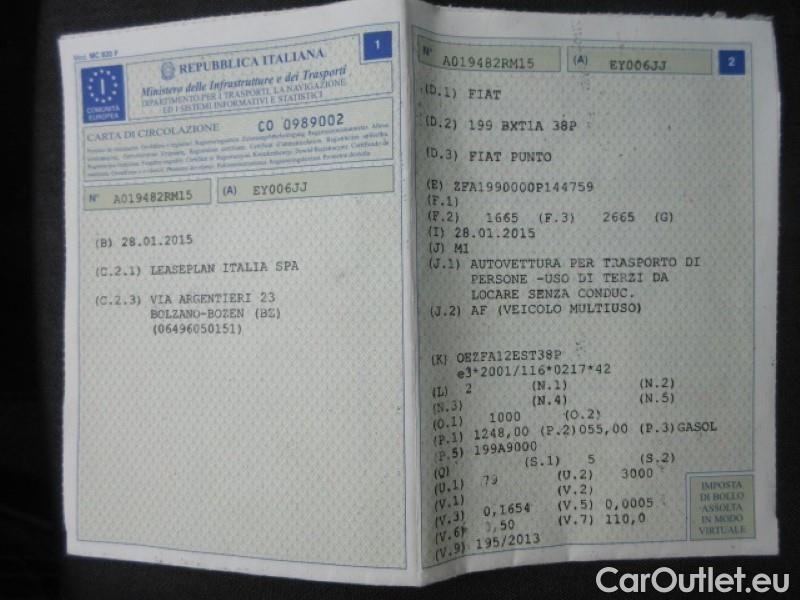 Mod. MC 820 F
1
REPUBBLICA ITALIANA
Ministero delle Infrastrutture e dei Trasporti
DIPARTIMENTO PER I TRASPORTI, LA NAVIGAZIONE
ED I SISTEMI INFORMATIVI E STATISTICI
I
COMUNITÀ
EUROPEA
CARTA DI CIRCOLAZIONE CO 0989002
N° A019482RM15 (A) EY006JJ
(B) 28.01.2015
(C.2.1) LEASEPLAN ITALIA SPA
(C.2.3) VIA ARGENTIERI 23
BOLZANO-BOZEN (BZ)
(06496050151)
N° A019482RM15 (A) EY006JJ 2
(D.1) FIAT
(D.2) 199 BXT1A 38P
(D.3) FIAT PUNTO
(E) ZFA1990000P144759
(F.1)
(F.2) 1665 (F.3) 2665 (G)
(I) 28.01.2015
(J) M1
(J.1) AUTOVETTURA PER TRASPORTO DI
PERSONE -USO DI TERZI DA
LOCARE SENZA CONDUC.
(J.2) AF (VEICOLO MULTIUSO)
(K) OEZFA12EST38P
e3*2001/116*0217*42
(L) 2 (N.1) (N.2)
(N.3) (N.4) (N.5)
(O.1) 1000 (O.2)
(P.1) 1248,00 (P.2)055,00 (P.3)GASOL
(P.5) 199A9000
(Q) (S.1) 5 (S.2)
(U.1) 79 (U.2) 3000
(V.1) (V.2)
(V.3) 0,1654 (V.5) 0,0005
(V.6) 0,50 (V.7) 110,0
(V.9) 195/2013
IMPOSTA
DI BOLLO
ASSOLTA
IN MODO
VIRTUALE
CarOutlet.eu